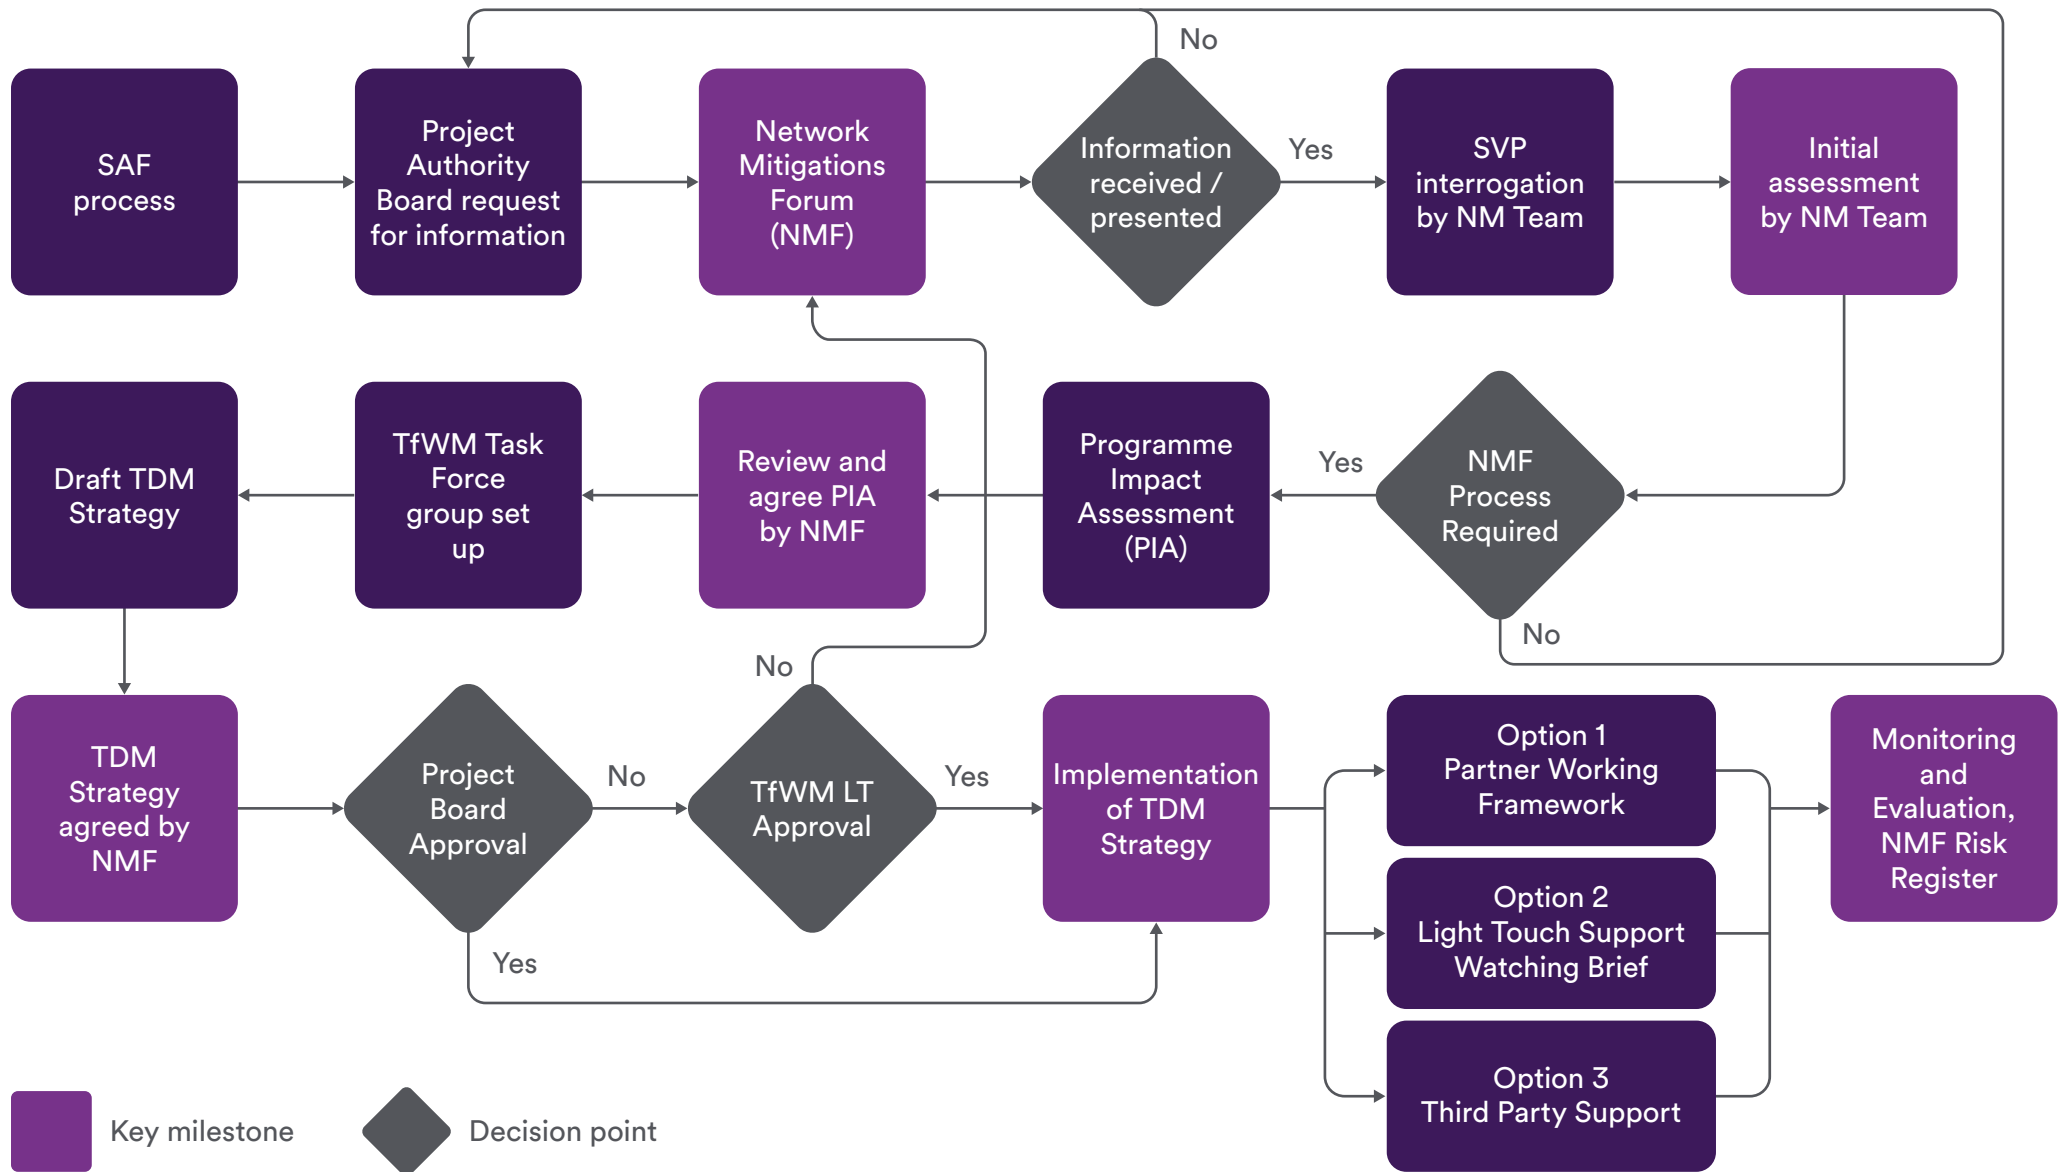 No
SAF
process
Project
Authority
Board request
for information
Network
Mitigations
Forum
(NMF)
Information
received /
presented
Yes
SVP
interrogation
by NM Team
Initial
assessment
by NM Team
Draft TDM
Strategy
TfWM Task
Force
group set
up
Review and
agree PIA
by NMF
Programme
Impact
Assessment
(PIA)
Yes
NMF
Process
Required
No
No
TDM
Strategy
agreed by
NMF
Project
Board
Approval
No
TfWM LT
Approval
Yes
Implementation
of TDM
Strategy
Option 1
Partner Working
Framework
Monitoring
and
Evaluation,
NMF Risk
Register
Yes
Option 2
Light Touch Support
Watching Brief
Option 3
Third Party Support
Key milestone
Decision point